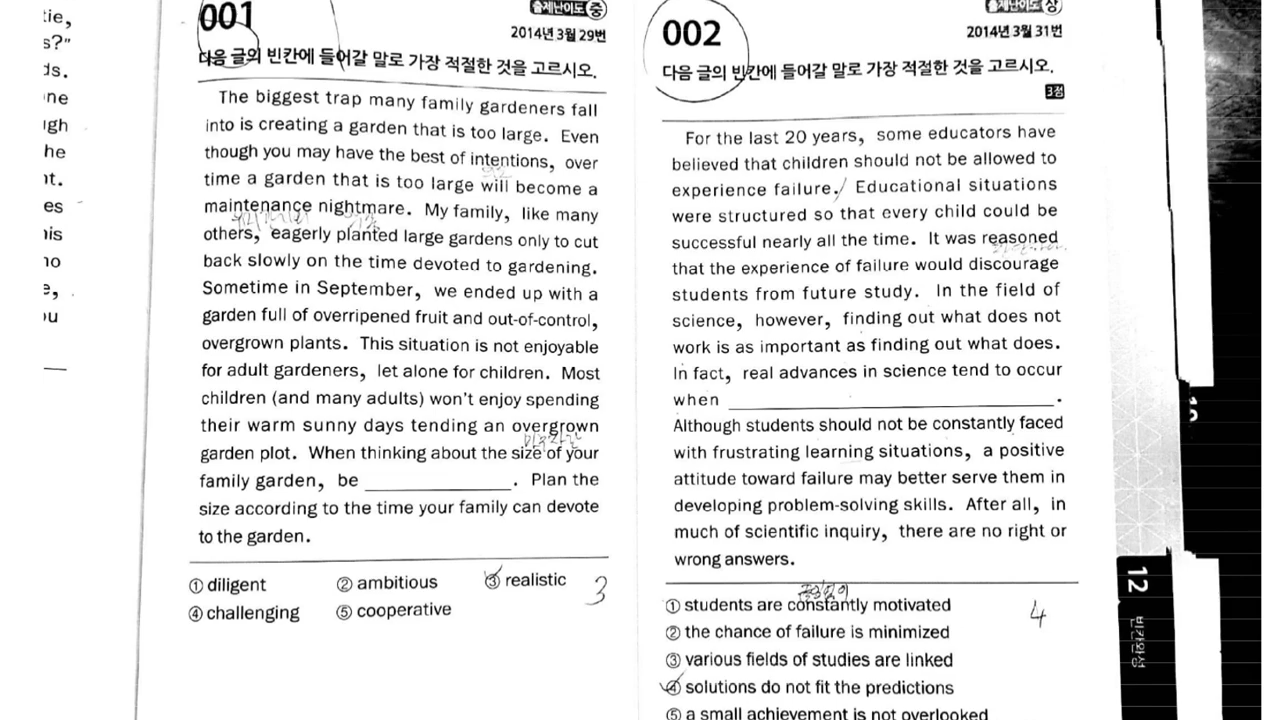 tie,
s?"
ds.
ne
igh
he
nt.
es
his
no
e,
ou
001
출제난이도 중
2014년 3월 29번
다음 글의 빈칸에 들어갈 말로 가장 적절한 것을 고르시오.
The biggest trap many family gardeners fall
into is creating a garden that is too large. Even
though you may have the best of intentions, over
time a garden that is too large will become a
maintenance nightmare. My family, like many
others, eagerly planted large gardens only to cut
back slowly on the time devoted to gardening.
Sometime in September, we ended up with a
garden full of overripened fruit and out-of-control,
overgrown plants. This situation is not enjoyable
for adult gardeners, let alone for children. Most
children (and many adults) won't enjoy spending
their warm sunny days tending an overgrown
garden plot. When thinking about the size of your
family garden, be ____________. Plan the
size according to the time your family can devote
to the garden.
① diligent ② ambitious ③ realistic
④ challenging ⑤ cooperative
3
002
출제난이도 상
2014년 3월 31번
다음 글의 빈칸에 들어갈 말로 가장 적절한 것을 고르시오.
3점
For the last 20 years, some educators have
believed that children should not be allowed to
experience failure. Educational situations
were structured so that every child could be
successful nearly all the time. It was reasoned
that the experience of failure would discourage
students from future study. In the field of
science, however, finding out what does not
work is as important as finding out what does.
In fact, real advances in science tend to occur
when ____________.
Although students should not be constantly faced
with frustrating learning situations, a positive
attitude toward failure may better serve them in
developing problem-solving skills. After all, in
much of scientific inquiry, there are no right or
wrong answers.
① students are constantly motivated
② the chance of failure is minimized
③ various fields of studies are linked
④ solutions do not fit the predictions
⑤ a small achievement is not overlooked
4
12
빈칸완성